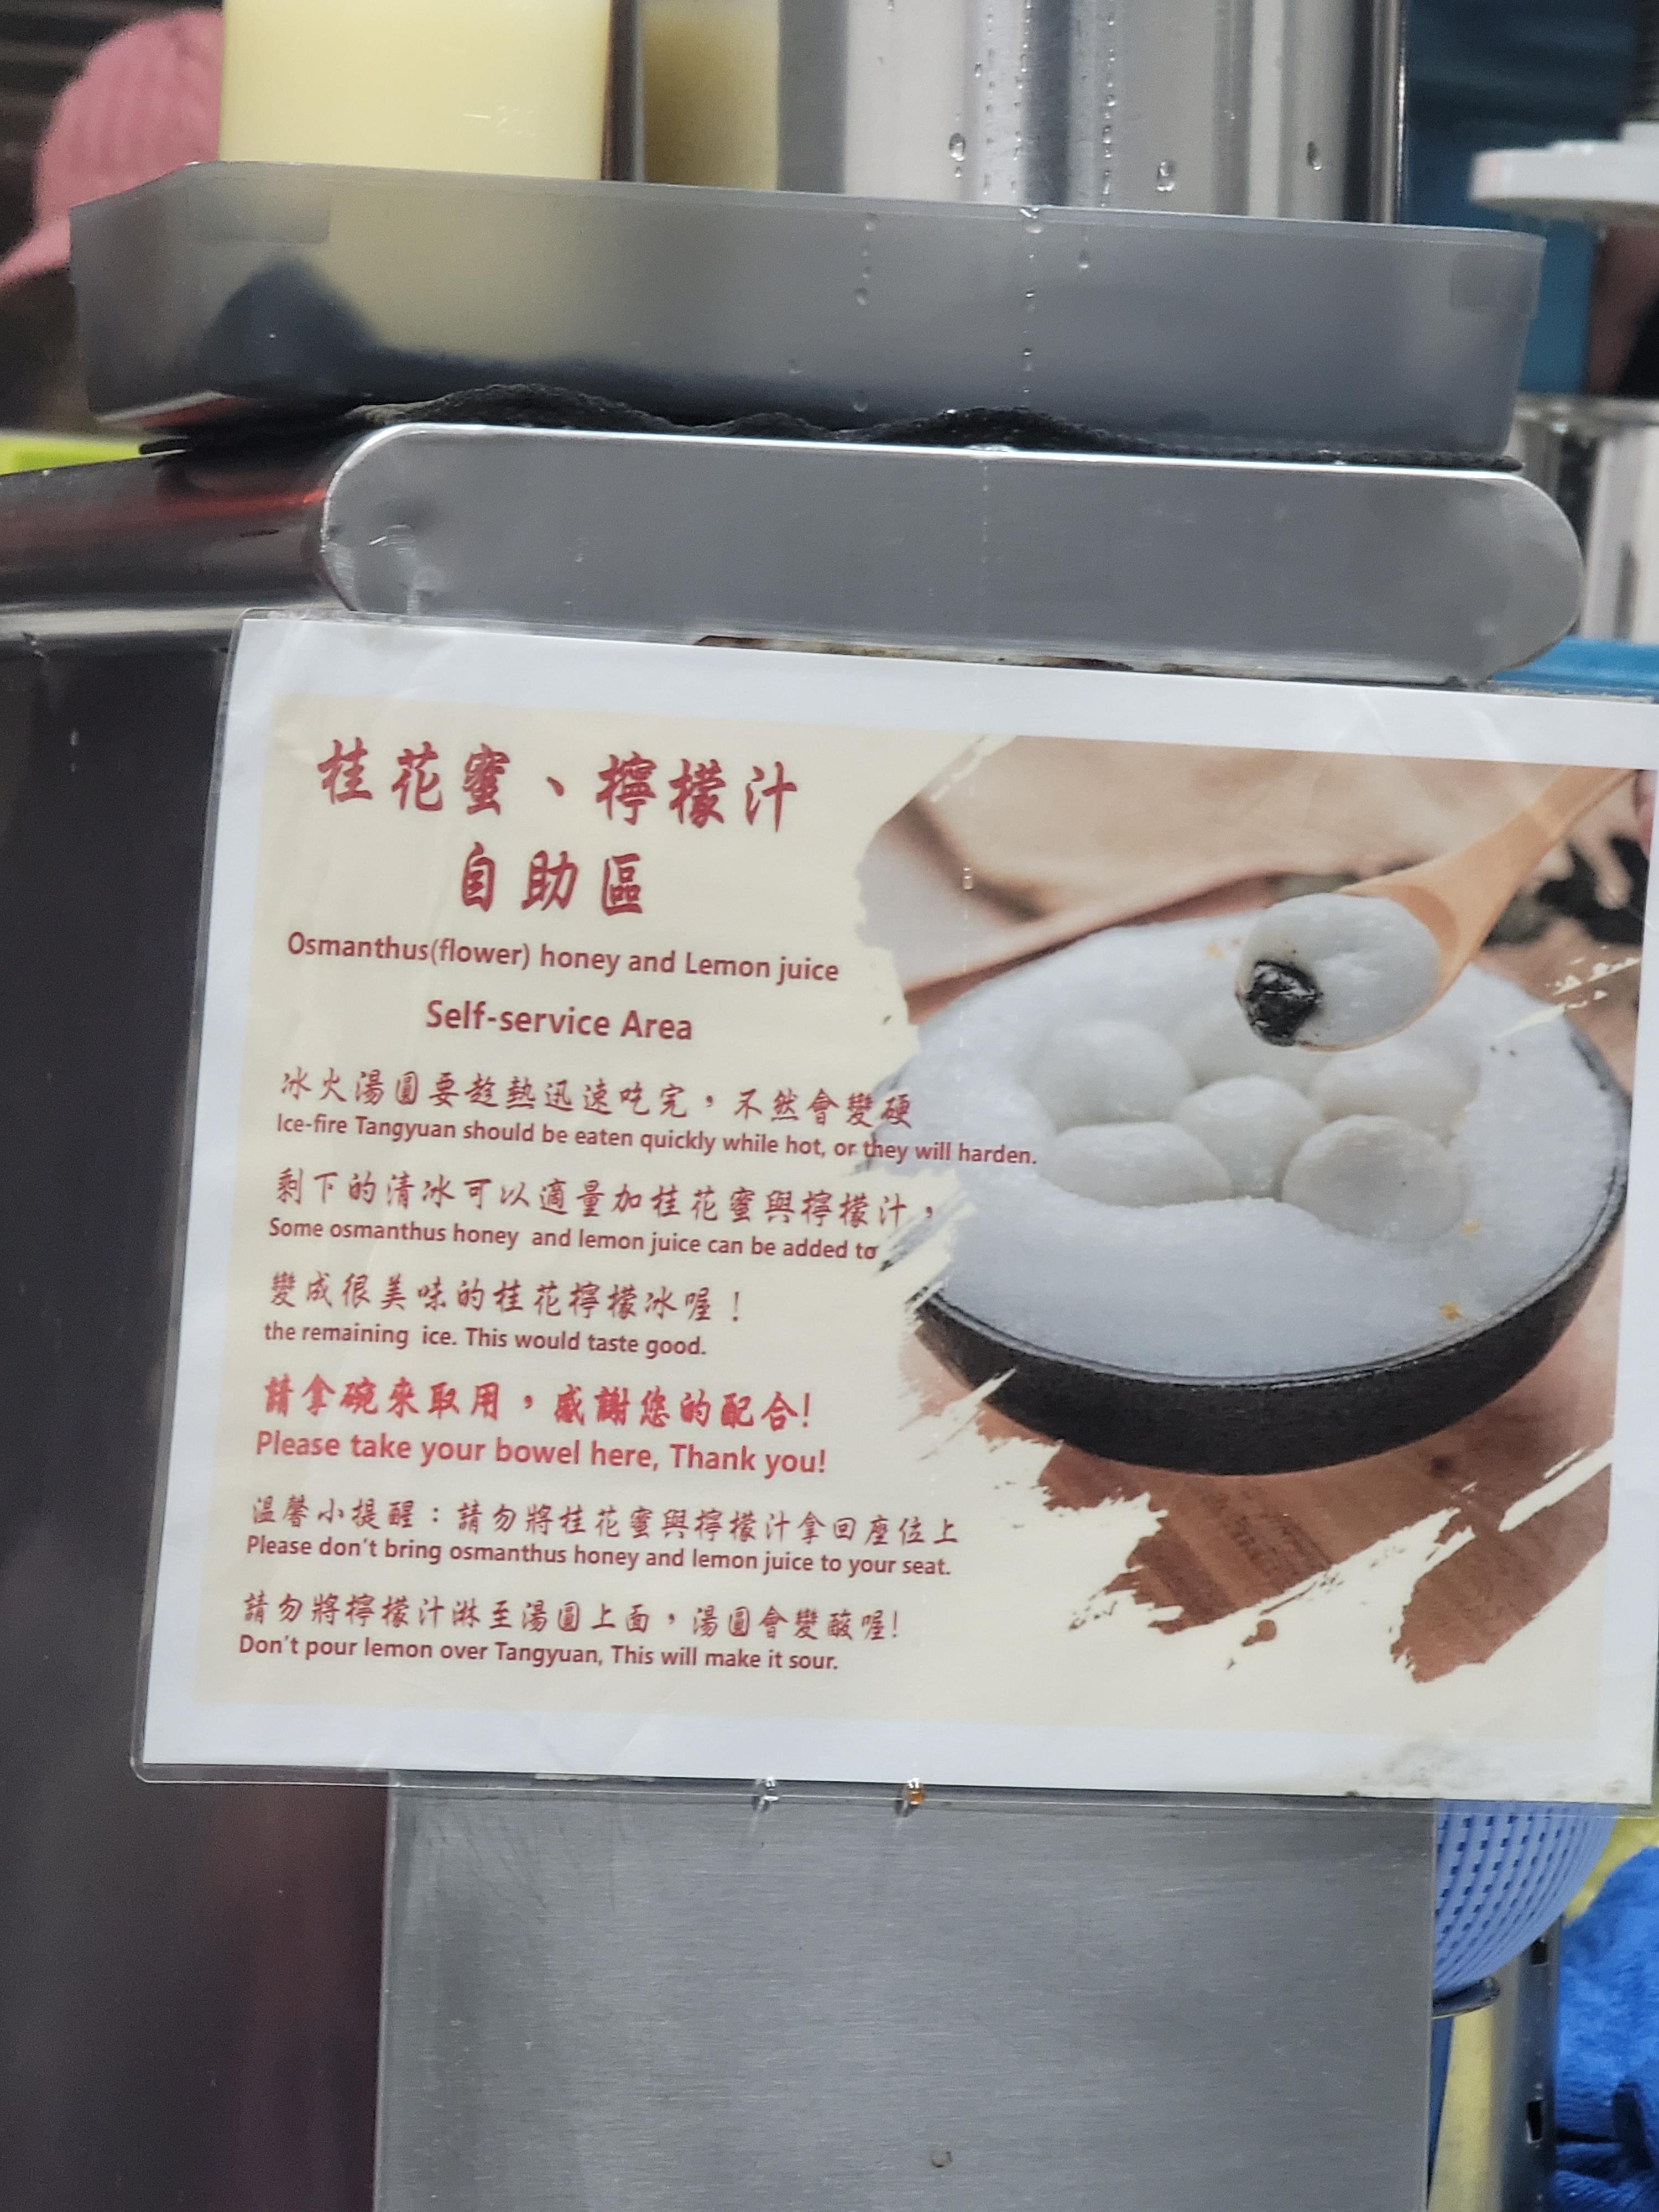 桂花蜜、檸檬汁
自助區
Osmanthus(flower) honey and Lemon juice
Self-service Area
冰火湯圓要趁熱迅速吃完，不然會變硬
Ice-fire Tangyuan should be eaten quickly while hot, or they will harden.
剩下的清冰可以適量加桂花蜜與檸檬汁，
Some osmanthus honey and lemon juice can be added to
變成很美味的桂花檸檬冰喔！
the remaining ice. This would taste good.
請拿碗來取用，感謝您的配合!
Please take your bowel here, Thank you!
溫馨小提醒：請勿將桂花蜜與檸檬汁拿回座位上
Please don't bring osmanthus honey and lemon juice to your seat.
請勿將檸檬汁淋至湯圓上面，湯圓會變酸喔!
Don't pour lemon over Tangyuan, This will make it sour.